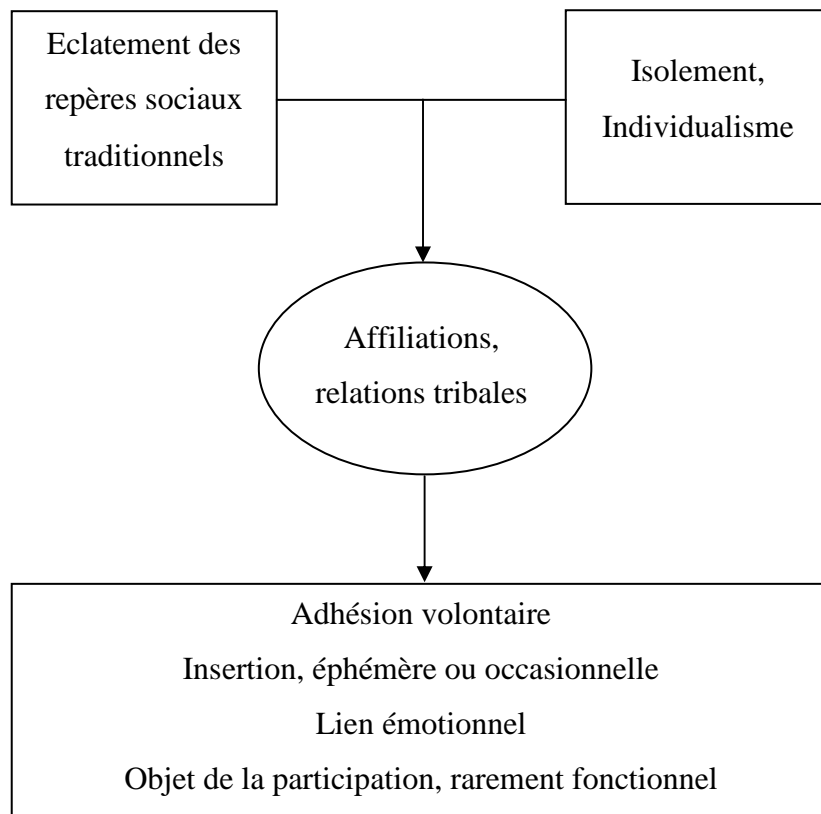 Eclatement des
repères sociaux
traditionnels
Isolement,
Individualisme
Affiliations,
relations tribales
Adhésion volontaire
Insertion, éphémère ou occasionnelle
Lien émotionnel
Objet de la participation, rarement fonctionnel